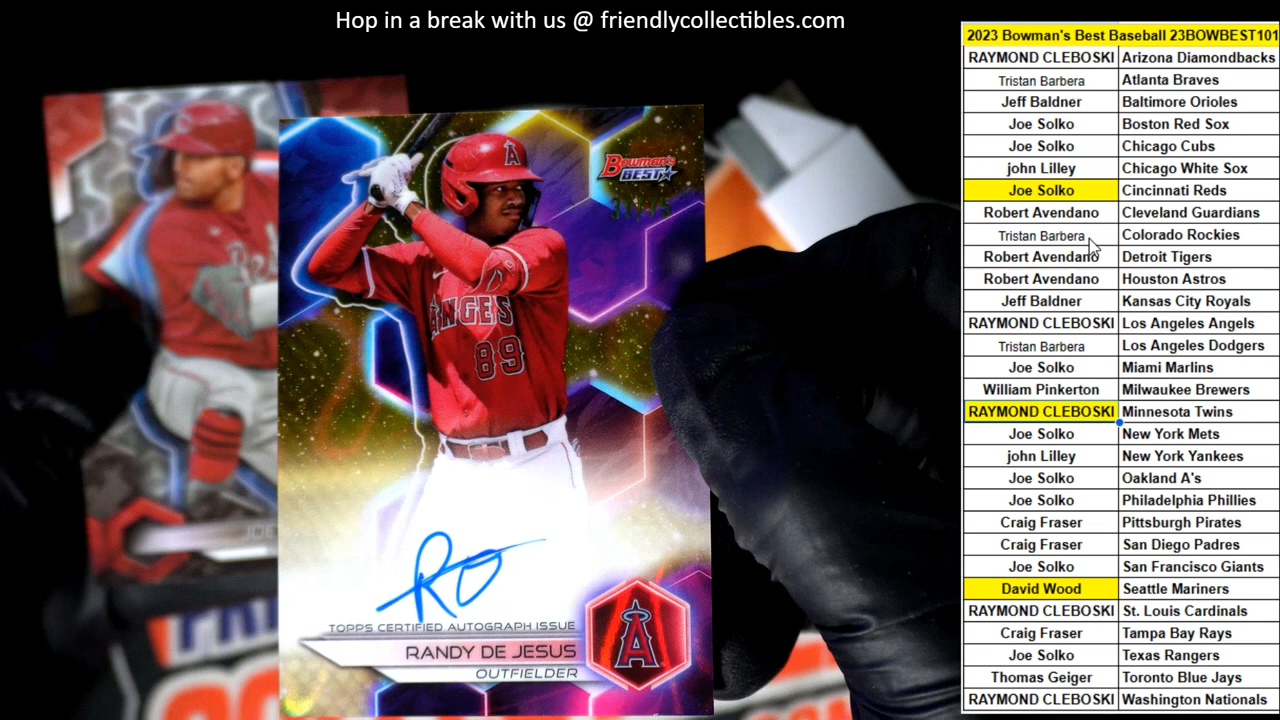 Hop in a break with us @ friendlycollectibles.com
2023 Bowman's Best Baseball 23BOWBEST101
RAYMOND CLEBOSKI Arizona Diamondbacks
Tristan Barbera Atlanta Braves
Jeff Baldner Baltimore Orioles
Joe Solko Boston Red Sox
Joe Solko Chicago Cubs
john Lilley Chicago White Sox
Joe Solko Cincinnati Reds
Robert Avendano Cleveland Guardians
Tristan Barbera Colorado Rockies
Robert Avendano Detroit Tigers
Robert Avendano Houston Astros
Jeff Baldner Kansas City Royals
RAYMOND CLEBOSKI Los Angeles Angels
Tristan Barbera Los Angeles Dodgers
Joe Solko Miami Marlins
William Pinkerton Milwaukee Brewers
RAYMOND CLEBOSKI Minnesota Twins
Joe Solko New York Mets
john Lilley New York Yankees
Joe Solko Oakland A's
Joe Solko Philadelphia Phillies
Craig Fraser Pittsburgh Pirates
Craig Fraser San Diego Padres
Joe Solko San Francisco Giants
David Wood Seattle Mariners
RAYMOND CLEBOSKI St. Louis Cardinals
Craig Fraser Tampa Bay Rays
Joe Solko Texas Rangers
Thomas Geiger Toronto Blue Jays
RAYMOND CLEBOSKI Washington Nationals
Bowman's
BEST
A
ANGELS
89
TOPPS CERTIFIED AUTOGRAPH ISSUE
RANDY DE JESUS
OUTFIELDER
A